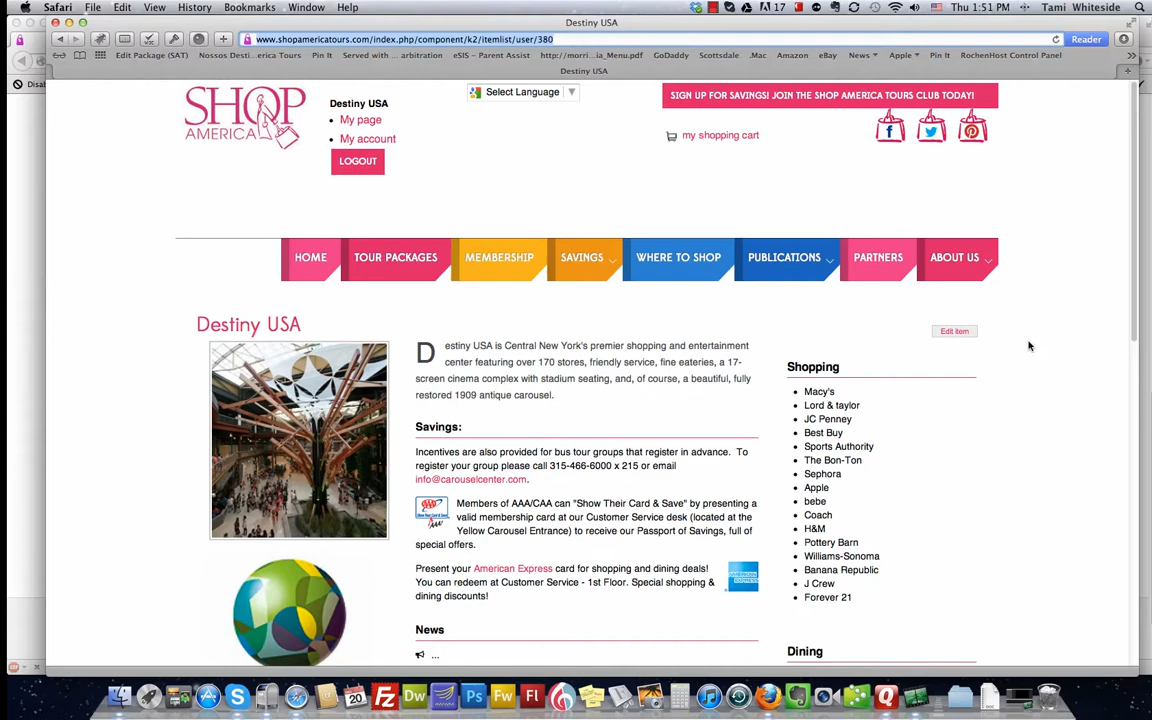 Safari File Edit View History Bookmarks Window Help 17 Thu 1:51 PM Tami Whiteside
Destiny USA
www.shopamericatours.com/index.php/component/k2/itemlist/user/380 Reader
Edit Package (SAT) Nossos Desti...erica Tours Perfect Served with ...arbitration eSIS – Parent Assist http://morri...ia_Menu.pdf GoDaddy Scottsdale .Mac Amazon eBay News Apple Pin It RochenHost Control Panel
Destiny USA
SHOP
AMERICA
Destiny USA
My page
My account
LOGOUT
Select Language
SIGN UP FOR SAVINGS! JOIN THE SHOP AMERICA TOURS CLUB TODAY!
my shopping cart
HOME TOUR PACKAGES MEMBERSHIP SAVINGS WHERE TO SHOP PUBLICATIONS PARTNERS ABOUT US
Destiny USA
Edit item
Destiny USA is Central New York's premier shopping and entertainment
center featuring over 170 stores, friendly service, fine eateries, a 17-
screen cinema complex with stadium seating, and, of course, a beautiful, fully
restored 1909 antique carousel.
Savings:
Incentives are also provided for bus tour groups that register in advance. To
register your group please call 315-466-6000 x 215 or email
info@carouselcenter.com.
Members of AAA/CAA can "Show Their Card & Save" by presenting a
valid membership card at our Customer Service desk (located at the
Yellow Carousel Entrance) to receive our Passport of Savings, full of
special offers.
Present your American Express card for shopping and dining deals!
You can redeem at Customer Service - 1st Floor. Special shopping &
dining discounts!
News
...
Shopping
Macy's
Lord & taylor
JC Penney
Best Buy
Sports Authority
The Bon-Ton
Sephora
Apple
bebe
Coach
H&M
Pottery Barn
Williams-Sonoma
Banana Republic
J Crew
Forever 21
Dining